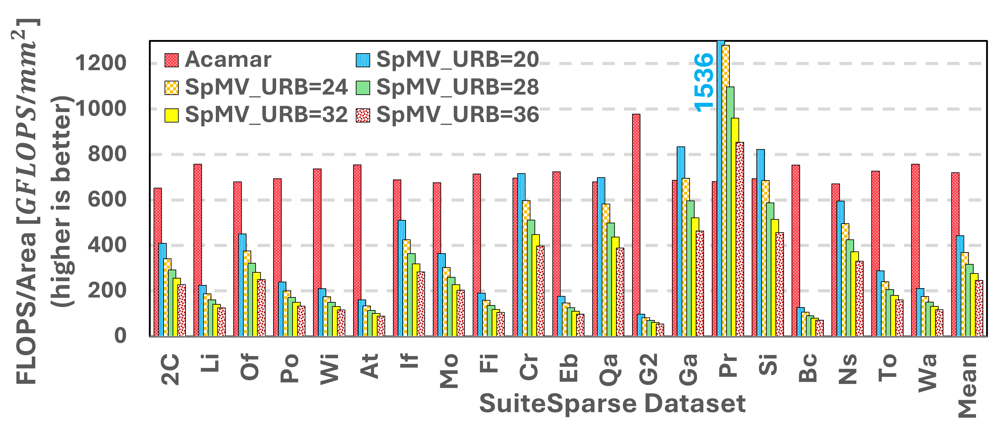 FLOPS/Area [GFLOPS/mm²]
(higher is better)
1200
1000
800
600
400
200
0
Acamar
SpMV_URB=20
SpMV_URB=24
SpMV_URB=28
SpMV_URB=32
SpMV_URB=36
1536
2C
Li
Of
Po
Wi
At
If
Mo
Fi
Cr
Eb
Qa
G2
Ga
Pr
Si
Bc
Ns
To
Wa
Mean
SuiteSparse Dataset